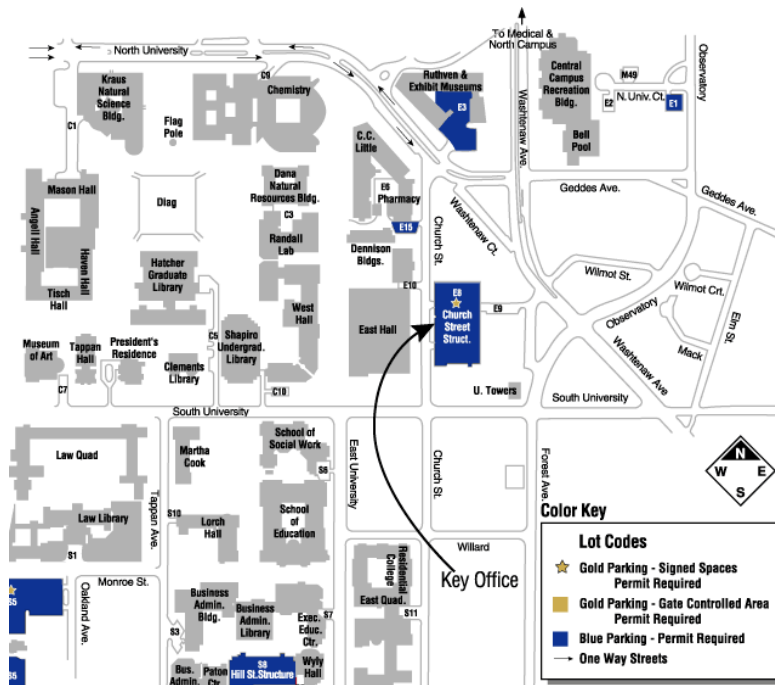 To Medical &
North Campus
North University
Kraus
Natural
Science
Bldg.
C9
Chemistry
Ruthven &
Exhibit Museums
E3
Washtenaw Ave.
Central
Campus
Recreation
Bldg.
Bell
Pool
M49
E2
N. Univ. Ct.
E1
Observatory
C1
Flag
Pole
C.C.
Little
Mason Hall
Angell Hall
Haven Hall
Tisch
Hall
Diag
Dana
Natural
Resources Bldg.
C3
Randall
Lab
E6
Pharmacy
E15
Dennison
Bldgs.
Church St.
Washtenaw Ct.
Geddes Ave.
Geddes Ave.
Hatcher
Graduate
Library
West
Hall
E10
East Hall
E8
Church
Street
Struct.
E9
Wilmot St.
Wilmot Crt.
Observatory
Elm St.
Mack
Washtenaw Ave
Museum
of Art
Tappan
Hall
President's
Residence
Clements
Library
C5
Shapiro
Undergrad.
Library
C7
C10
U. Towers
South University
South University
Law Quad
Martha
Cook
School of
Social Work
S6
East University
Church St.
Forest Ave.
Tappan Ave.
Law Library
S1
S10
Lorch
Hall
School
of
Education
Willard
Key Office
Monroe St.
S5
Oakland Ave.
Business
Admin.
Bldg.
Business
Admin.
Library
S7
Exec.
Educ.
Ctr.
Residential
College
East Quad.
S11
S3
S5
Bus.
Admin.
Paton
Ctr.
S8
Hill St. Structure
Wyly
Hall
N
W E
S
Color Key
Lot Codes
Gold Parking - Signed Spaces
Permit Required
Gold Parking - Gate Controlled Area
Permit Required
Blue Parking - Permit Required
One Way Streets